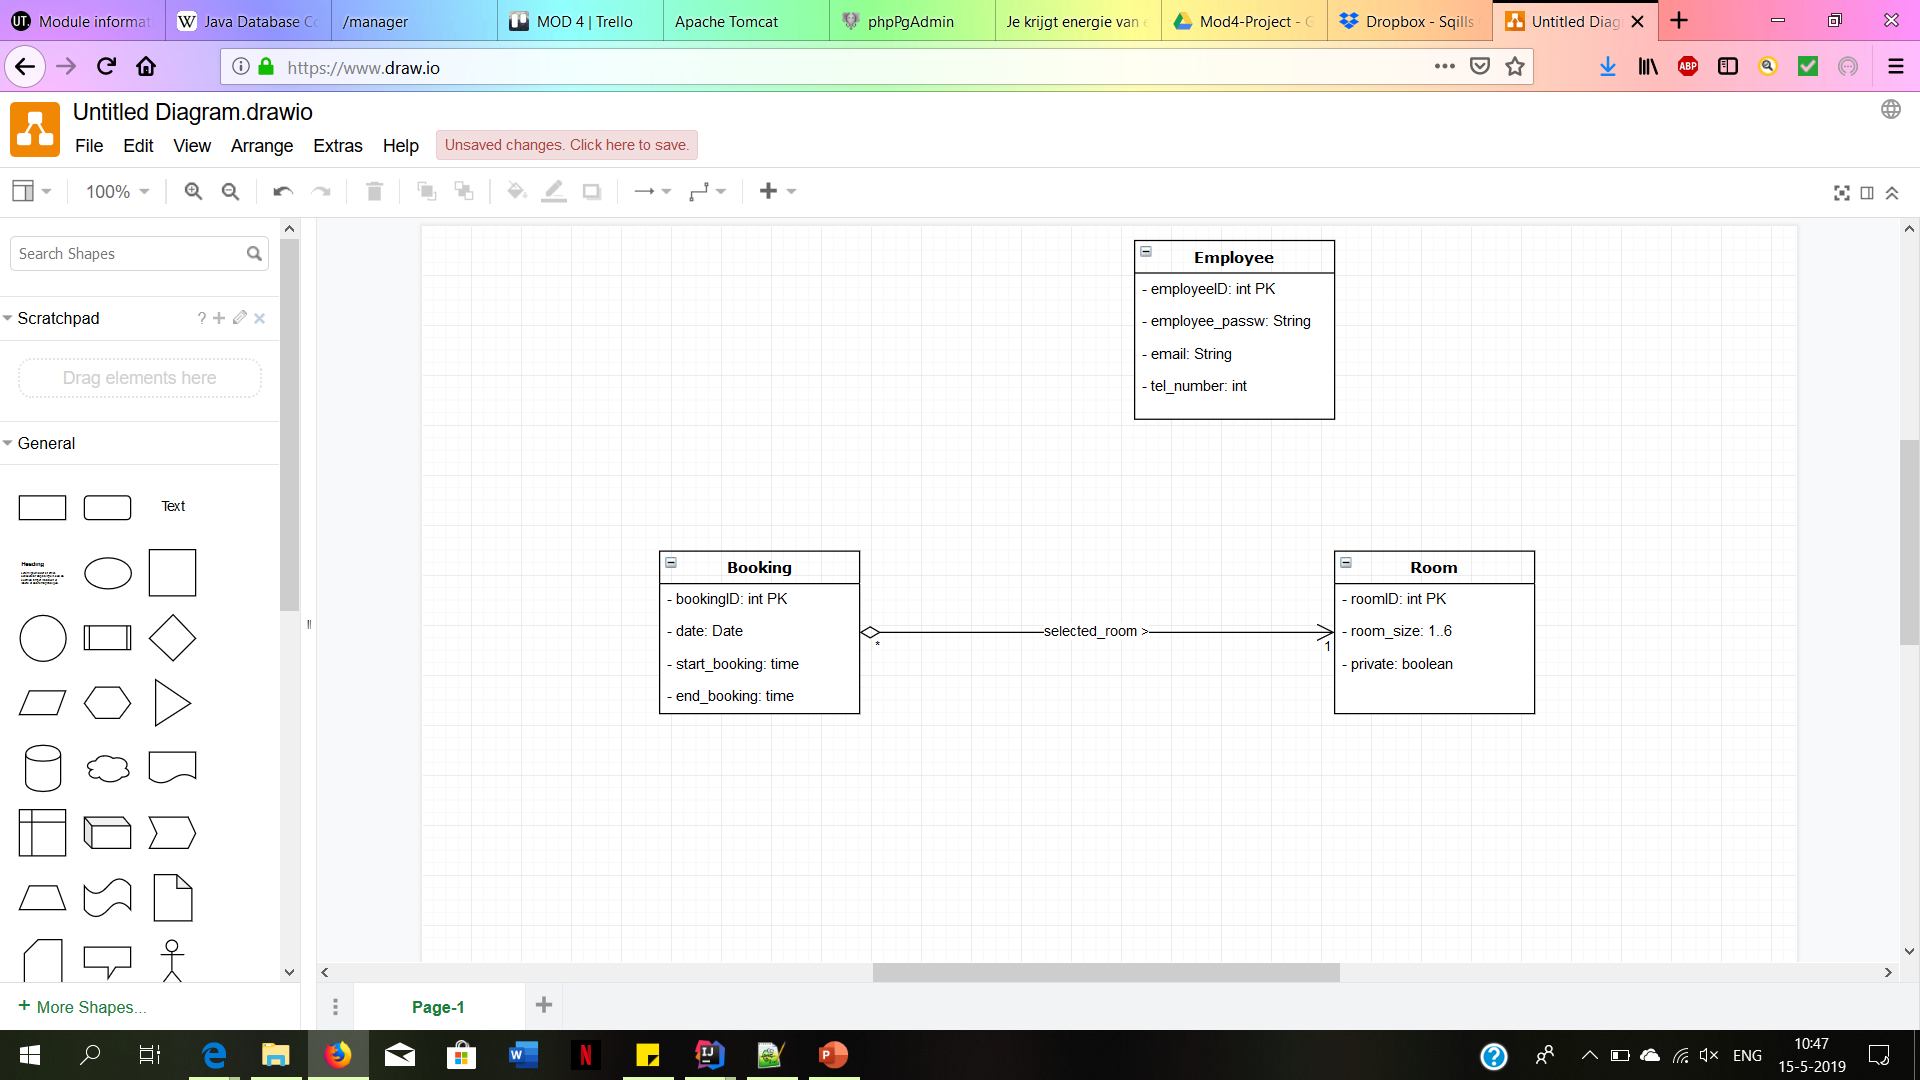 Module informat
Java Database Co
/manager
MOD 4 | Trello
Apache Tomcat
phpPgAdmin
Je krijgt energie van e
Mod4-Project - G
Dropbox - Sqills
Untitled Diag
https://www.draw.io
ABP
Untitled Diagram.drawio
File Edit View Arrange Extras Help
Unsaved changes. Click here to save.
100%
Search Shapes
Scratchpad
?
Drag elements here
General
Text
Heading
More Shapes...
Employee
- employeeID: int PK
- employee_passw: String
- email: String
- tel_number: int
Booking
- bookingID: int PK
- date: Date
- start_booking: time
- end_booking: time
*
selected_room >
1
Room
- roomID: int PK
- room_size: 1..6
- private: boolean
Page-1
ENG
10:47
15-5-2019